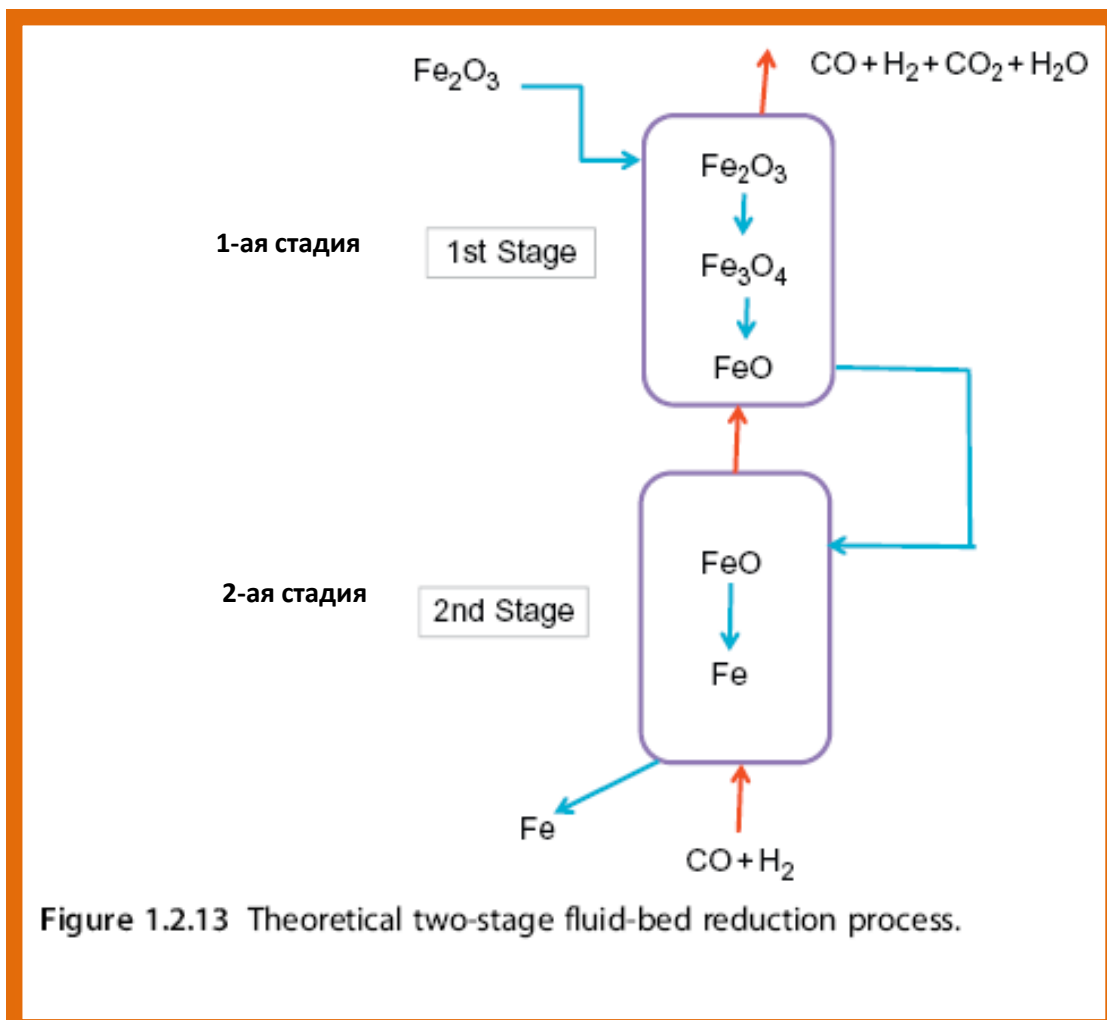 Fe₂O₃
CO+H₂+CO₂+H₂O
Fe₂O₃
1-ая стадия
1st Stage
Fe₃O₄
FeO
FeO
2-ая стадия
2nd Stage
Fe
Fe
CO+H₂
Figure 1.2.13 Theoretical two-stage fluid-bed reduction process.